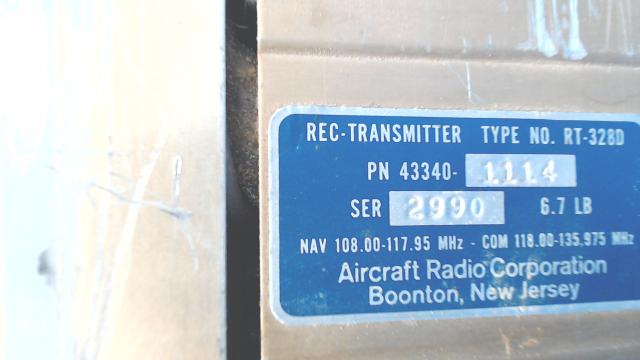 REC-TRANSMITTER TYPE NO. RT-328D
PN 43340- 1114
SER 2990 6.7 LB
NAV 108.00-117.95 MHz - COM 118.00-135.975 MHz
Aircraft Radio Corporation
Boonton, New Jersey